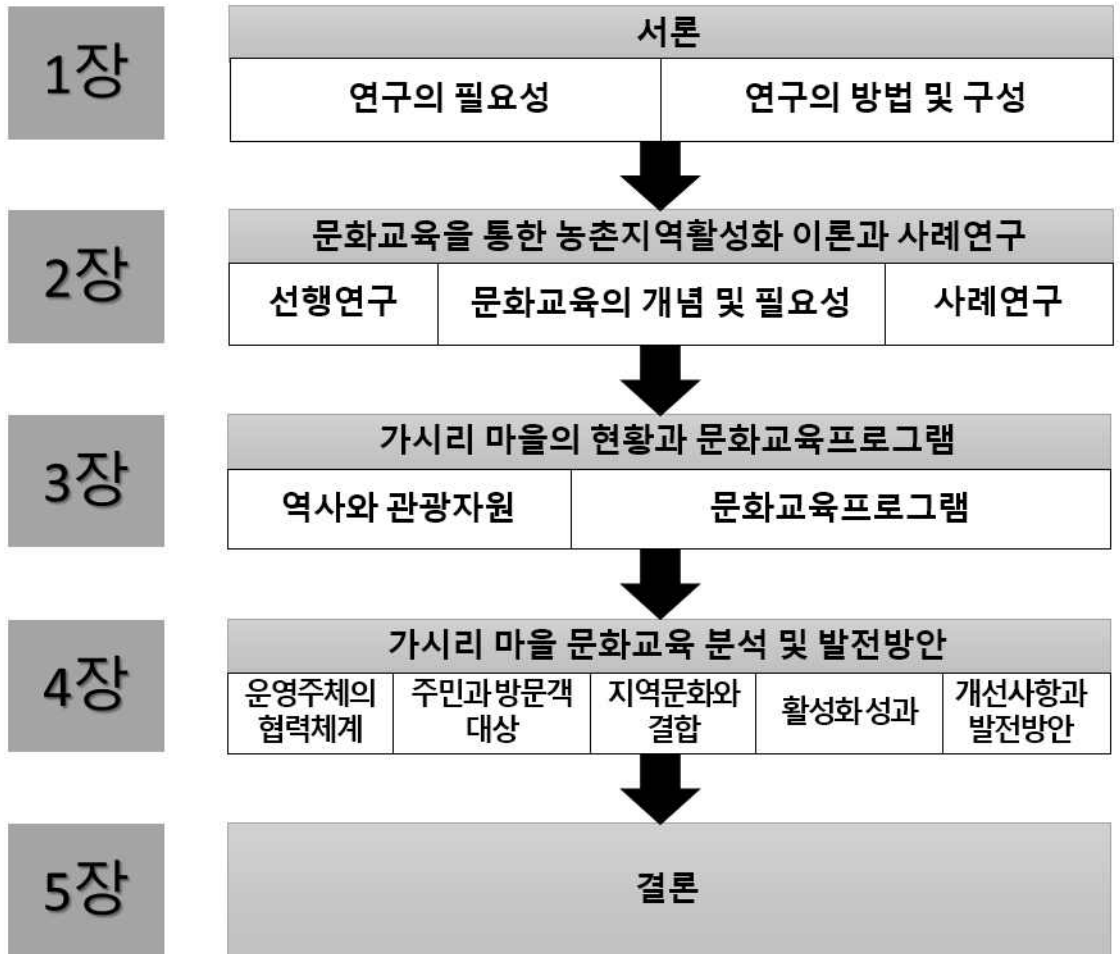 1장
서론
연구의 필요성
연구의 방법 및 구성
2장
문화교육을 통한 농촌지역활성화 이론과 사례연구
선행연구
문화교육의 개념 및 필요성
사례연구
3장
가시리 마을의 현황과 문화교육프로그램
역사와 관광자원
문화교육프로그램
4장
가시리 마을 문화교육 분석 및 발전방안
운영주체의
협력체계
주민과 방문객
대상
지역문화와
결합
활성화 성과
개선사항과
발전방안
5장
결론